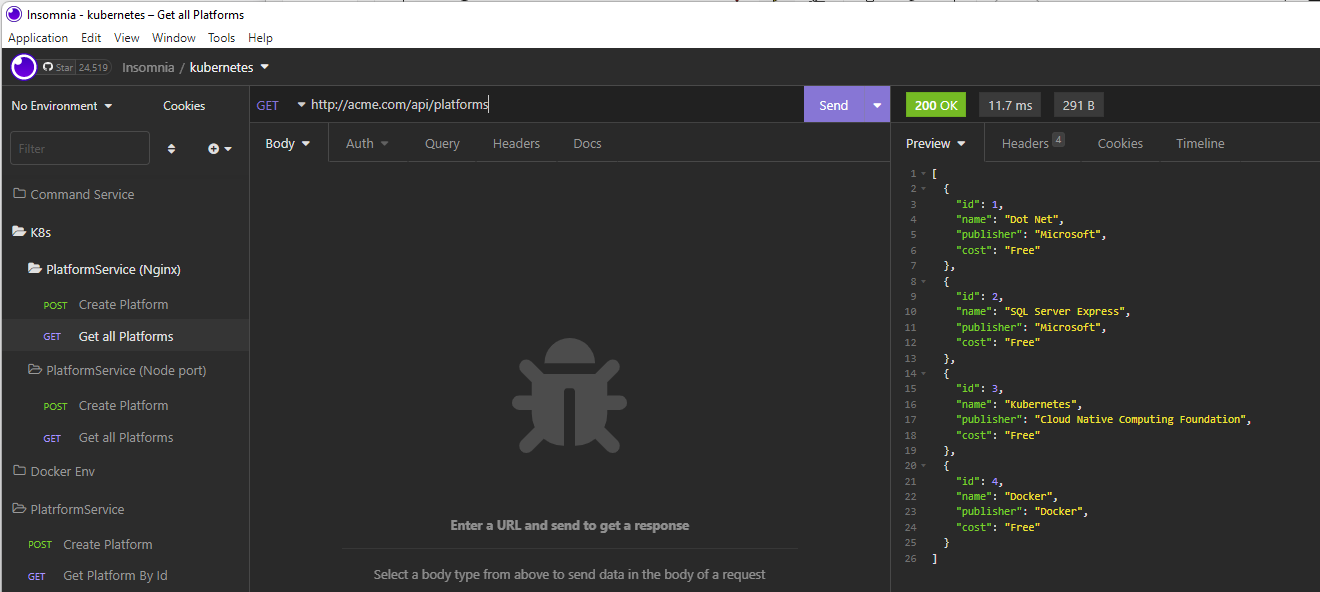 Insomnia - kubernetes – Get all Platforms
Application Edit View Window Tools Help
Star 24,519 Insomnia / kubernetes
No Environment Cookies
Filter
Command Service
K8s
PlatformService (Nginx)
POST Create Platform
GET Get all Platforms
PlatformService (Node port)
POST Create Platform
GET Get all Platforms
Docker Env
PlatrformService
POST Create Platform
GET Get Platform By Id
GET http://acme.com/api/platforms Send
Body Auth Query Headers Docs
Enter a URL and send to get a response
Select a body type from above to send data in the body of a request
200 OK 11.7 ms 291 B
Preview Headers 4 Cookies Timeline
1 [
2 {
3 "id": 1,
4 "name": "Dot Net",
5 "publisher": "Microsoft",
6 "cost": "Free"
7 },
8 {
9 "id": 2,
10 "name": "SQL Server Express",
11 "publisher": "Microsoft",
12 "cost": "Free"
13 },
14 {
15 "id": 3,
16 "name": "Kubernetes",
17 "publisher": "Cloud Native Computing Foundation",
18 "cost": "Free"
19 },
20 {
21 "id": 4,
22 "name": "Docker",
23 "publisher": "Docker",
24 "cost": "Free"
25 }
26 ]